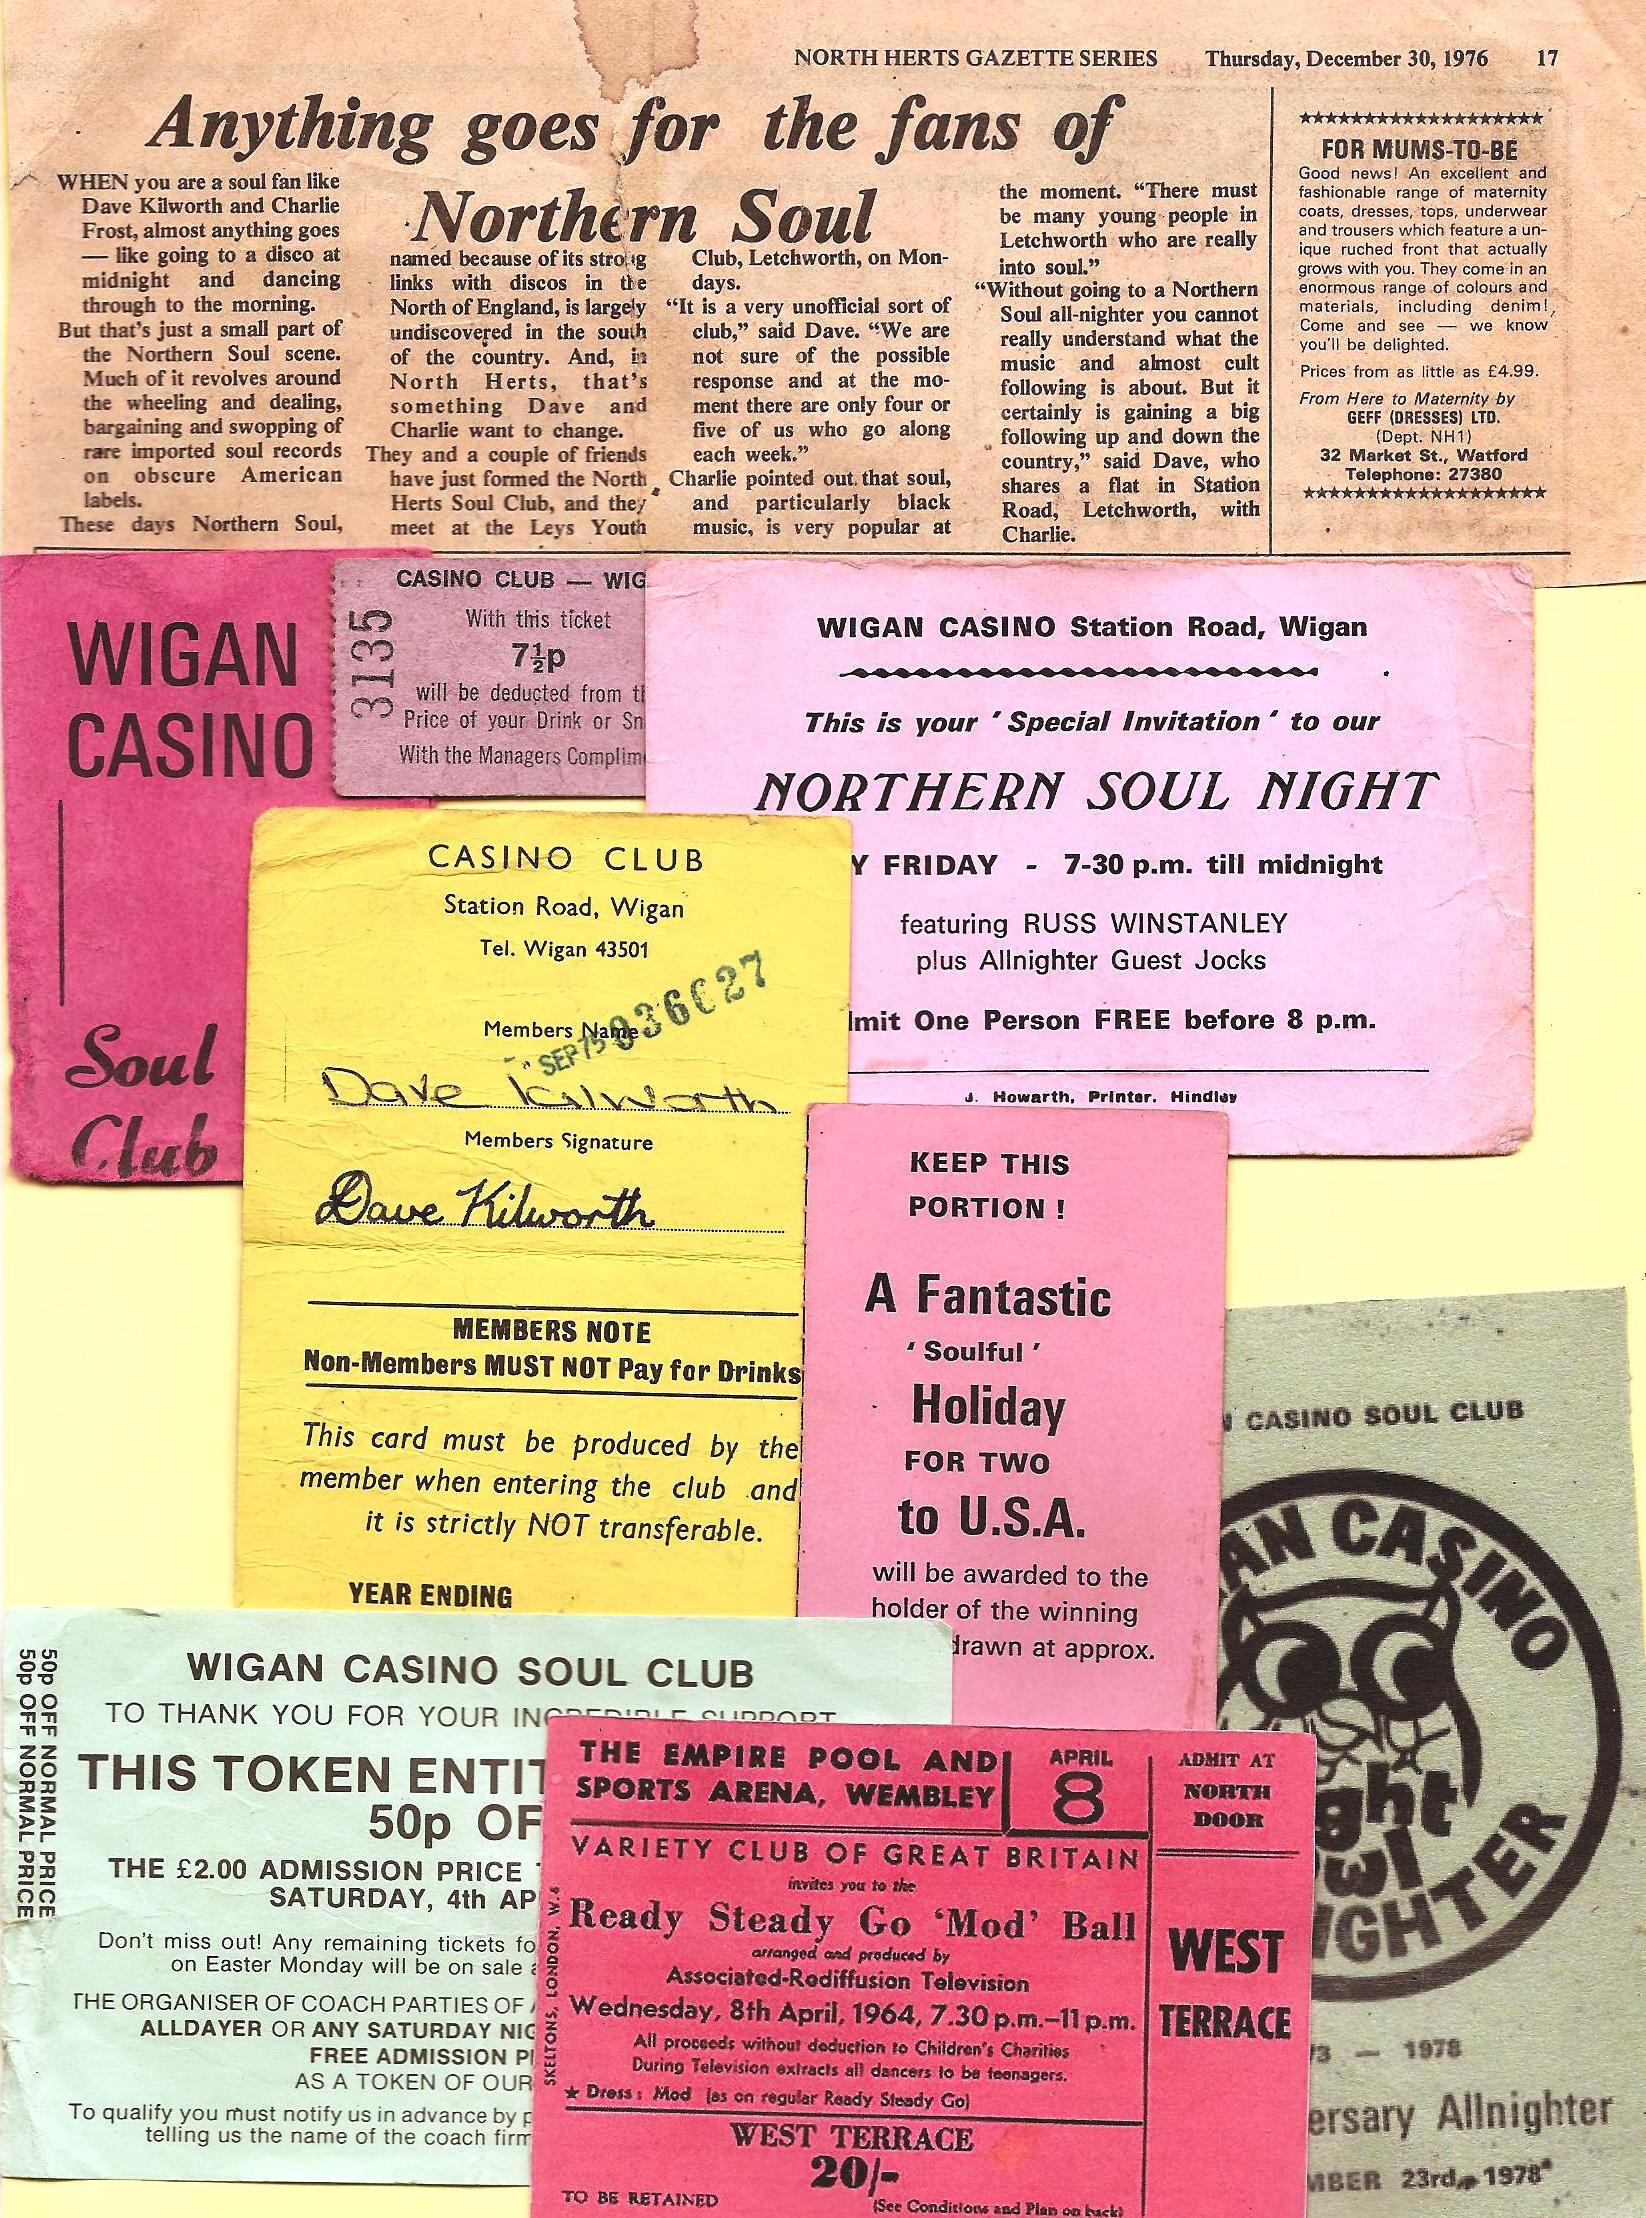 NORTH HERTS GAZETTE SERIES Thursday, December 30, 1976 17
Anything goes for the fans of
Northern Soul
WHEN you are a soul fan like
Dave Kilworth and Charlie
Frost, almost anything goes
— like going to a disco at
midnight and dancing
through to the morning.
But that's just a small part of
the Northern Soul scene.
Much of it revolves around
the wheeling and dealing,
bargaining and swopping of
rare imported soul records
on obscure American
labels.
These days Northern Soul,
named because of its strong
links with discos in the
North of England, is largely
undiscovered in the south
of the country. And, in
North Herts, that's
something Dave and
Charlie want to change.
They and a couple of friends
have just formed the North
Herts Soul Club, and they
meet at the Leys Youth
Club, Letchworth, on Mon-
days.
"It is a very unofficial sort of
club," said Dave. "We are
not sure of the possible
response and at the mo-
ment there are only four or
five of us who go along
each week."
Charlie pointed out that soul,
and particularly black
music, is very popular at
the moment. "There must
be many young people in
Letchworth who are really
into soul."
"Without going to a Northern
Soul all-nighter you cannot
really understand what the
music and almost cult
following is about. But it
certainly is gaining a big
following up and down the
country," said Dave, who
shares a flat in Station
Road, Letchworth, with
Charlie.
FOR MUMS-TO-BE
Good news! An excellent and
fashionable range of maternity
coats, dresses, tops, underwear
and trousers which feature a un-
ique ruched front that actually
grows with you. They come in an
enormous range of colours and
materials, including denim!
Come and see — we know
you'll be delighted.
Prices from as little as £4.99.
From Here to Maternity by
GEFF (DRESSES) LTD.
(Dept. NH1)
32 Market St., Watford
Telephone: 27380
WIGAN
CASINO
Soul
Club
3135
CASINO CLUB — WIG
With this ticket
7½p
will be deducted from t
Price of your Drink or Sn
With the Managers Complim
WIGAN CASINO Station Road, Wigan
This is your 'Special Invitation' to our
NORTHERN SOUL NIGHT
Y FRIDAY - 7-30 p.m. till midnight
featuring RUSS WINSTANLEY
plus Allnighter Guest Jocks
mit One Person FREE before 8 p.m.
J. Howarth, Printer. Hindley
CASINO CLUB
Station Road, Wigan
Tel. Wigan 43501
Members Name
SEP 75 036027
Dave Kilworth
Members Signature
Dave Kilworth
MEMBERS NOTE
Non-Members MUST NOT Pay for Drinks
This card must be produced by the
member when entering the club and
it is strictly NOT transferable.
YEAR ENDING
KEEP THIS
PORTION !
A Fantastic
'Soulful'
Holiday
FOR TWO
to U.S.A.
will be awarded to the
holder of the winning
drawn at approx.
N CASINO SOUL CLUB
AN CASINO
ght
owl
IGHTER
73 — 1978
ersary Allnighter
MBER 23rd, 1978
50p OFF NORMAL PRICE
50p OFF NORMAL PRICE
WIGAN CASINO SOUL CLUB
TO THANK YOU FOR YOUR INCREDIBLE SUPPORT
THIS TOKEN ENTIT
50p OF
THE £2.00 ADMISSION PRICE
SATURDAY, 4th AP
Don't miss out! Any remaining tickets fo
on Easter Monday will be on sale
THE ORGANISER OF COACH PARTIES OF
ALLDAYER OR ANY SATURDAY NIG
FREE ADMISSION P
AS A TOKEN OF OUR
To qualify you must notify us in advance by p
telling us the name of the coach firm
THE EMPIRE POOL AND
SPORTS ARENA, WEMBLEY
APRIL
8
ADMIT AT
NORTH
DOOR
VARIETY CLUB OF GREAT BRITAIN
invites you to the
Ready Steady Go 'Mod' Ball
arranged and produced by
Associated-Rediffusion Television
Wednesday, 8th April, 1964, 7.30 p.m.–11 p.m.
All proceeds without deduction to Children's Charities
During Television extracts all dancers to be teenagers.
★ Dress: Mod (as on regular Ready Steady Go)
WEST TERRACE
20/-
TO BE RETAINED
(See Conditions and Plan on back)
SKELTONS, LONDON, W.6
WEST
TERRACE